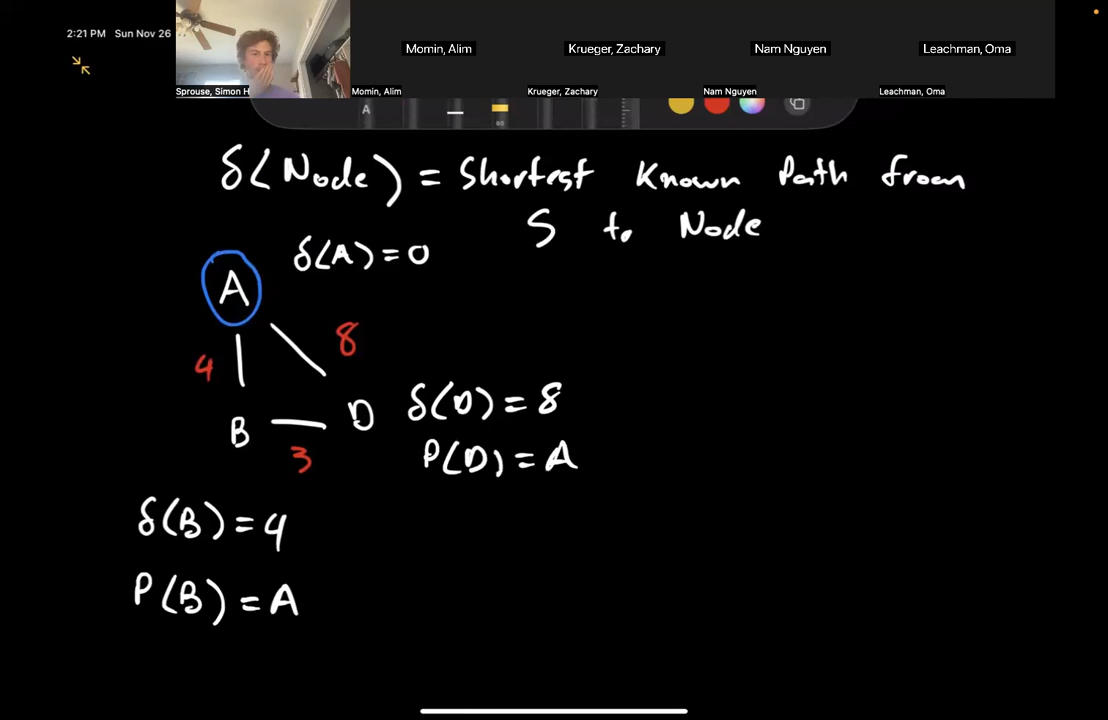 2:21 PM Sun Nov 26
Sprouse, Simon H
Momin, Alim
Momin, Alim
Krueger, Zachary
Krueger, Zachary
Nam Nguyen
Nam Nguyen
Leachman, Oma
Leachman, Oma
A
80
δ(Node) = Shortest Known Path from
S to Node
δ(A) = 0
A
4
8
B
D
3
δ(D) = 8
P(D) = A
δ(B) = 4
P(B) = A